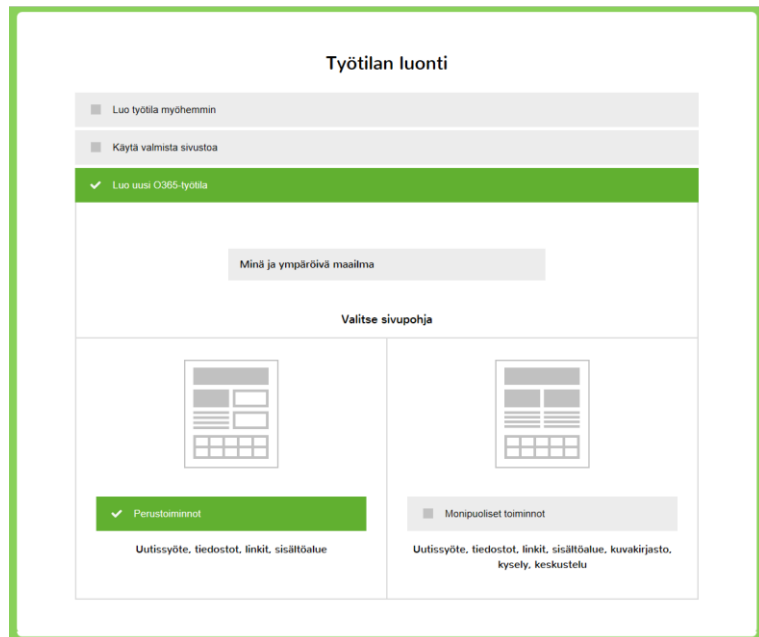 Työtilan luonti
Luo työtila myöhemmin
Käytä valmista sivustoa
Luo uusi O365-työtila
Minä ja ympäröivä maailma
Valitse sivupohja
Perustoiminnot
Uutissyöte, tiedostot, linkit, sisältöalue
Monipuoliset toiminnot
Uutissyöte, tiedostot, linkit, sisältöalue, kuvakirjasto,
kysely, keskustelu